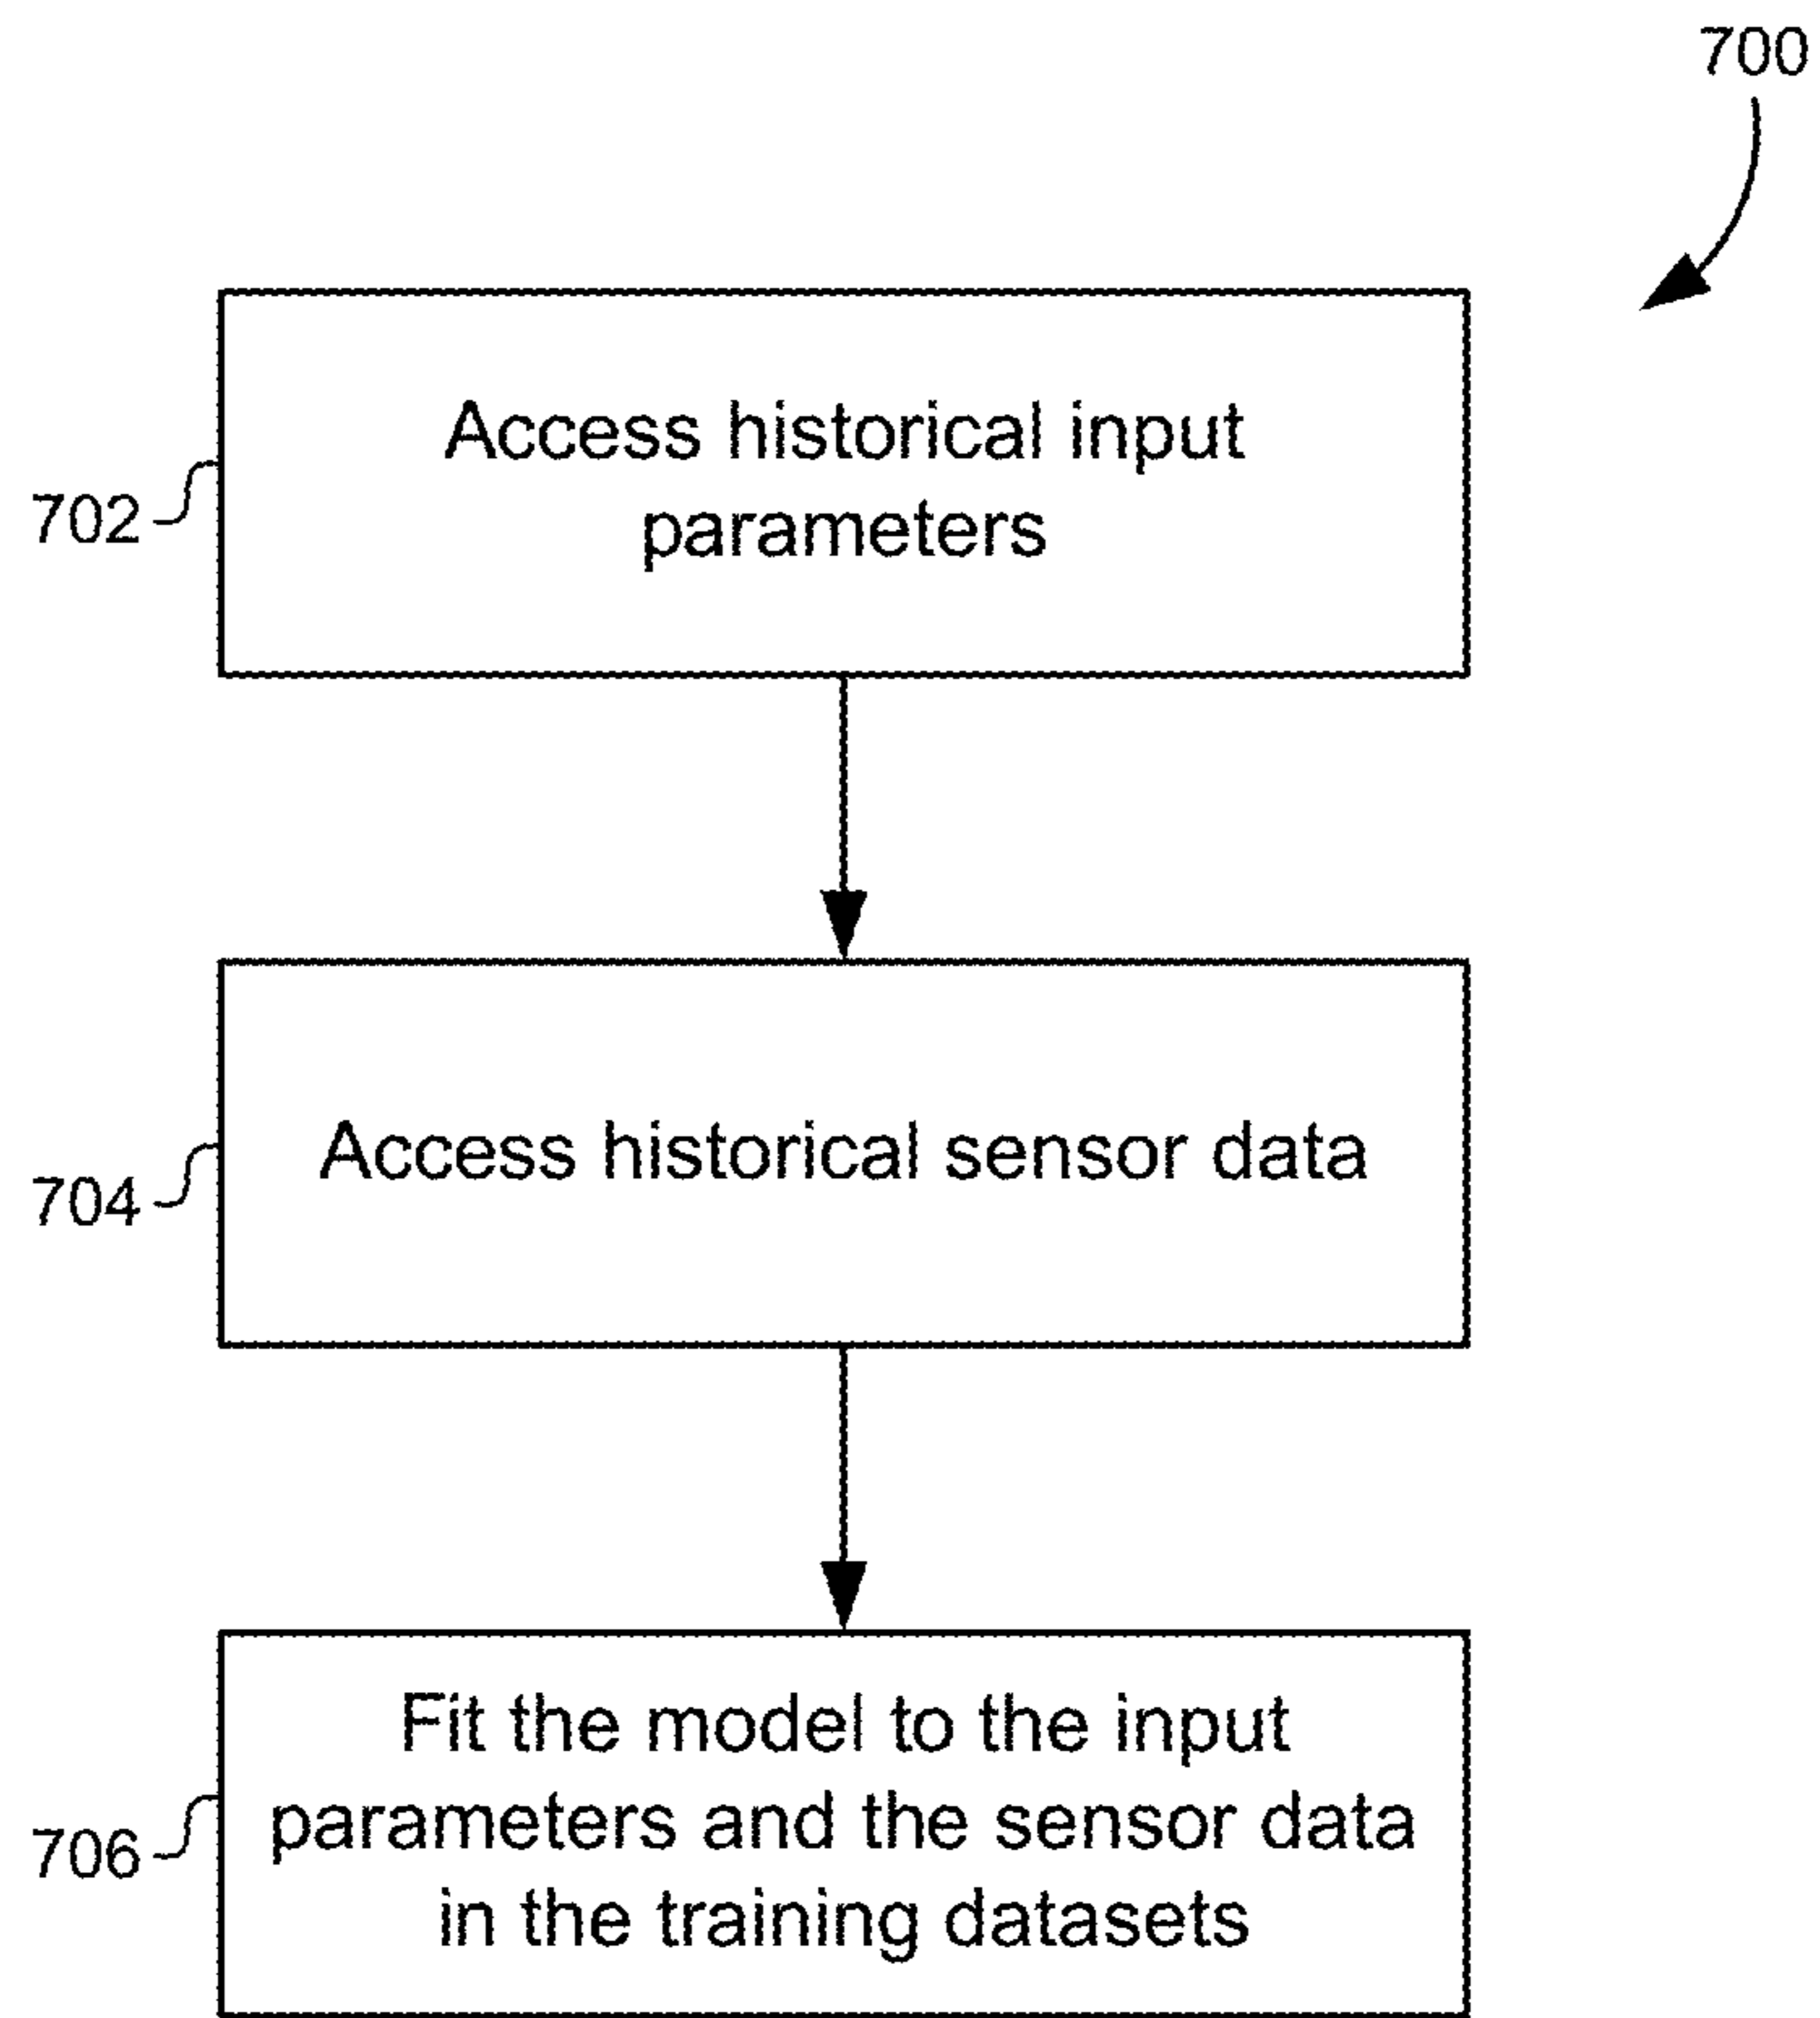 700
Access historical input
parameters
702
Access historical sensor data
704
Fit the model to the input
parameters and the sensor data
in the training datasets
706